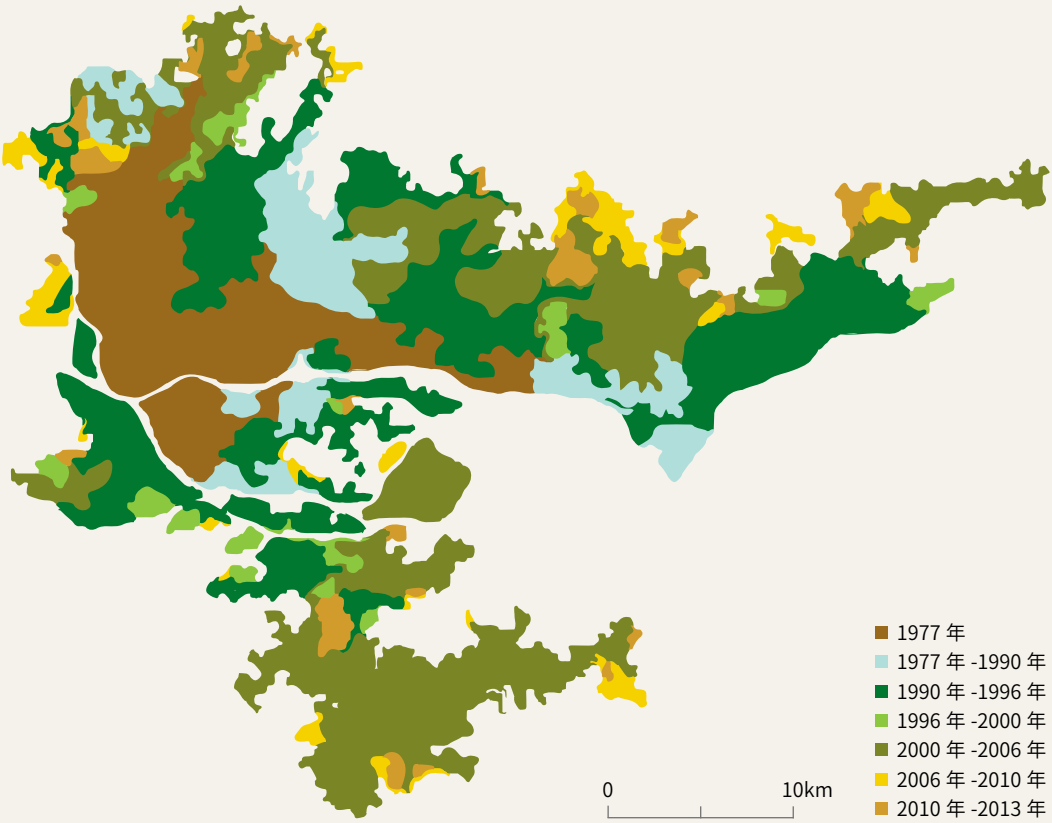 1977 年
1977 年 -1990 年
1990 年 -1996 年
1996 年 -2000 年
2000 年 -2006 年
2006 年 -2010 年
2010 年 -2013 年
0 10km